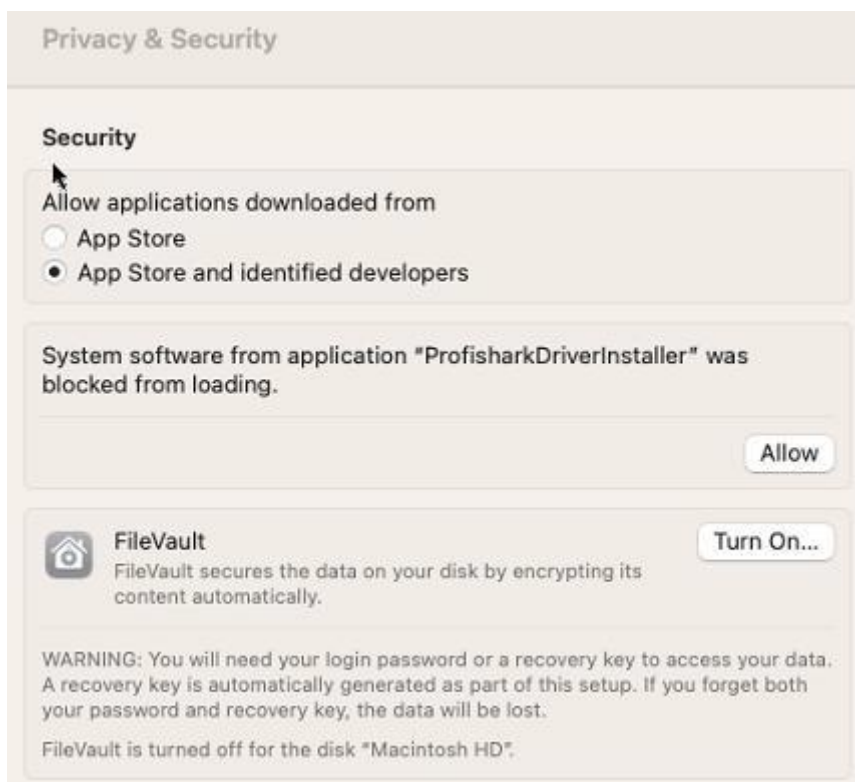 Privacy & Security
Security
Allow applications downloaded from
App Store
App Store and identified developers
System software from application "ProfisharkDriverInstaller" was
blocked from loading.
Allow
FileVault
Turn On...
FileVault secures the data on your disk by encrypting its
content automatically.
WARNING: You will need your login password or a recovery key to access your data.
A recovery key is automatically generated as part of this setup. If you forget both
your password and recovery key, the data will be lost.
FileVault is turned off for the disk "Macintosh HD".